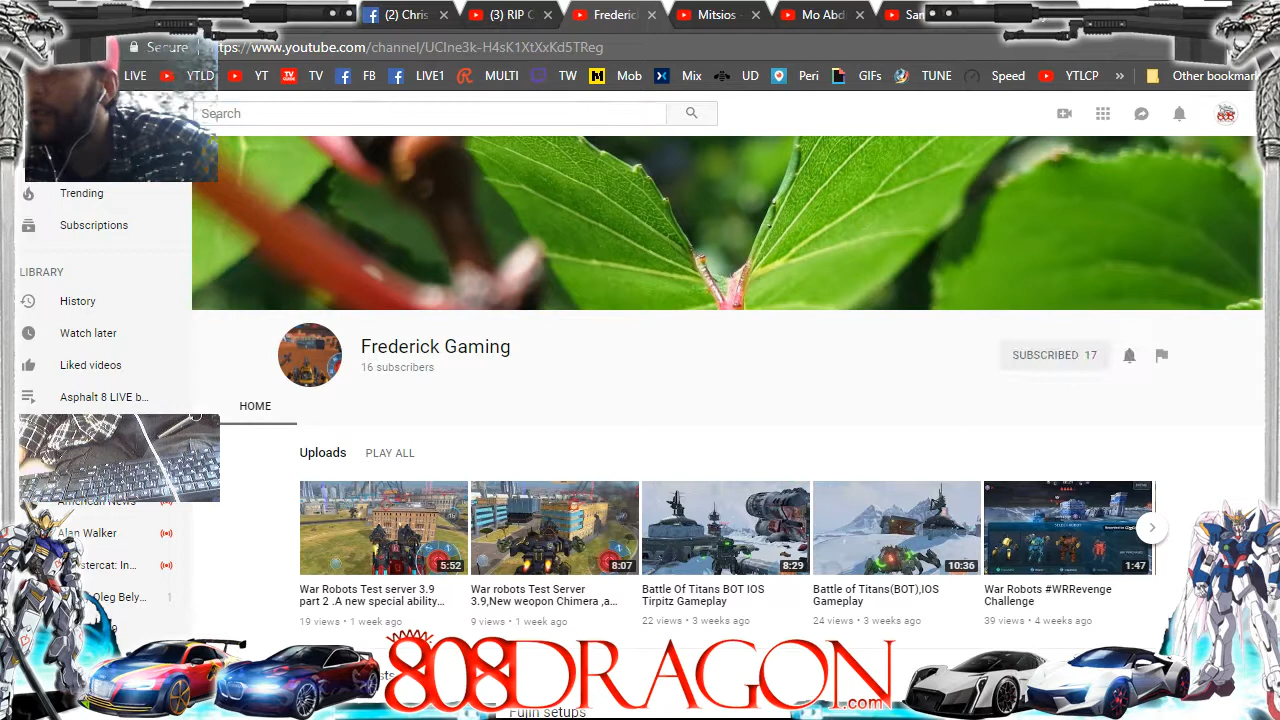 (2) Chris
(3) RIP C
Frederic
Mitsios
Mo Abd
San
Secure
ttps://www.youtube.com/channel/UCIne3k-H4sK1XtXxKd5TReg
LIVE YTLD YT TV FB LIVE1 MULTI TW Mob Mix UD Peri GIFs TUNE Speed YTLCP » Other bookmark
Search
Trending
Subscriptions
LIBRARY
History
Watch later
Liked videos
Asphalt 8 LIVE b...
American News
Alan Walker
stercat: In...
Oleg Bely... 1
Frederick Gaming
16 subscribers
SUBSCRIBED 17
HOME
Uploads PLAY ALL
5:52
8:07
8:29
10:36
1:47
War Robots Test server 3.9
part 2 .A new special ability...
19 views • 1 week ago
War robots Test Server
3.9,New weopon Chimera ,a...
9 views • 1 week ago
Battle Of Titans BOT IOS
Tirpitz Gameplay
22 views • 3 weeks ago
Battle of Titans(BOT),IOS
Gameplay
24 views • 3 weeks ago
War Robots #WRRevenge
Challenge
39 views • 4 weeks ago
808DRAGON.com
Fujin setups